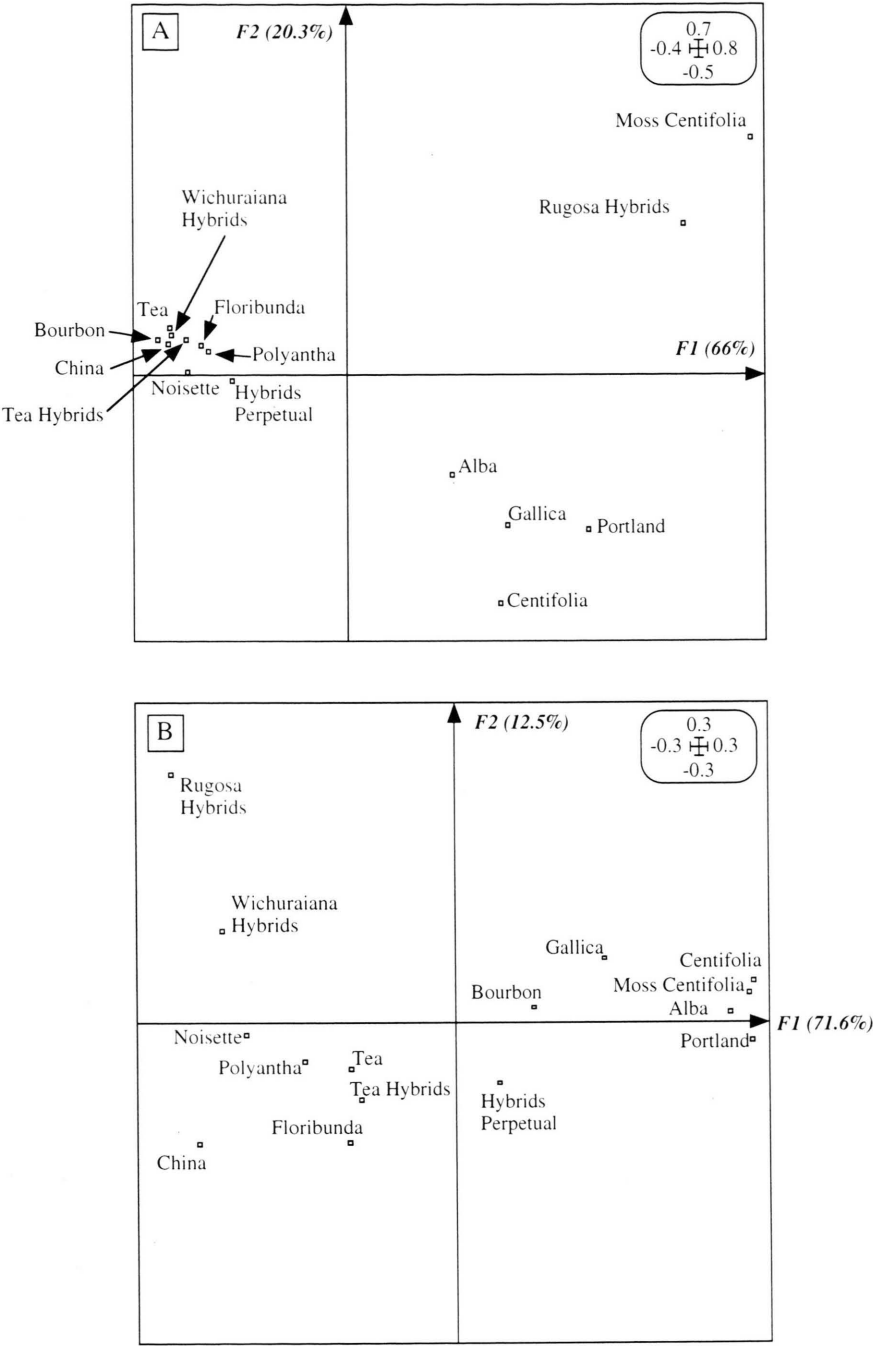 A
F2 (20.3%)
0.7
-0.4 0.8
-0.5
Moss Centifolia
Wichuraiana
Hybrids
Rugosa Hybrids
Tea
Floribunda
Bourbon
F1 (66%)
China
Polyantha
Noisette
Hybrids
Perpetual
Tea Hybrids
Alba
Gallica
Portland
Centifolia
B
F2 (12.5%)
0.3
-0.3 0.3
-0.3
Rugosa
Hybrids
Wichuraiana
Hybrids
Gallica
Centifolia
Moss Centifolia
Bourbon
Alba
F1 (71.6%)
Noisette
Portland
Polyantha
Tea
Tea Hybrids
Hybrids
Perpetual
Floribunda
China